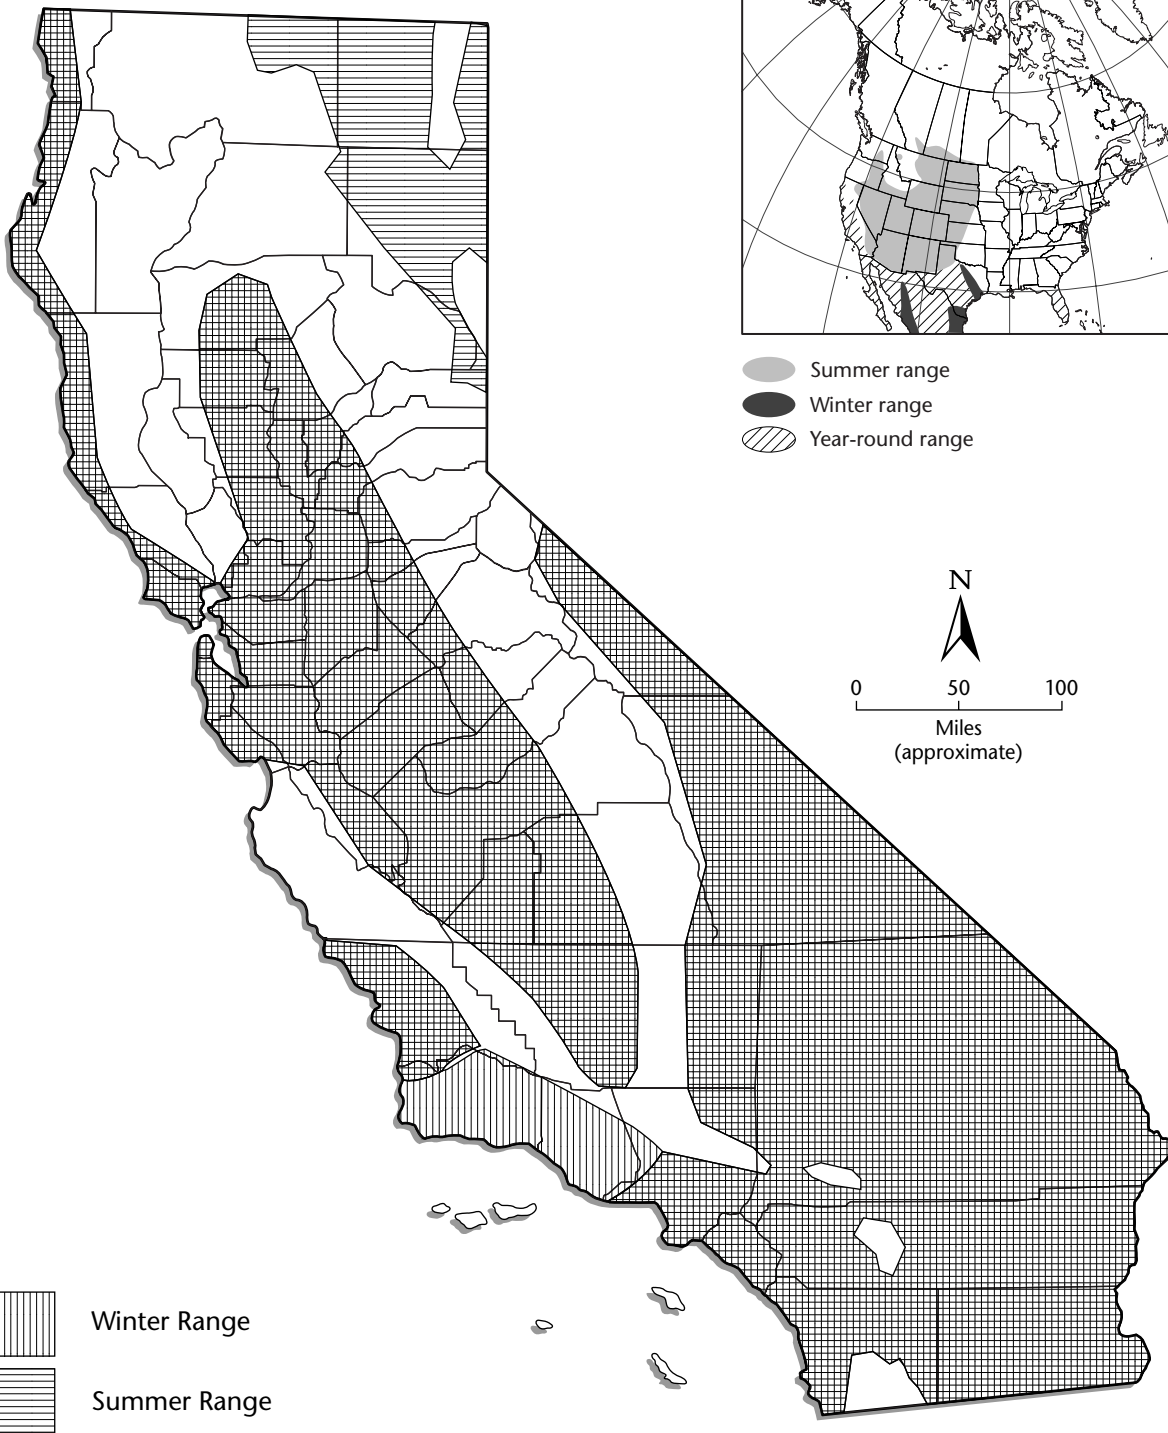 Summer range
Winter range
Year-round range
N
0 50 100
Miles
(approximate)
Winter Range
Summer Range